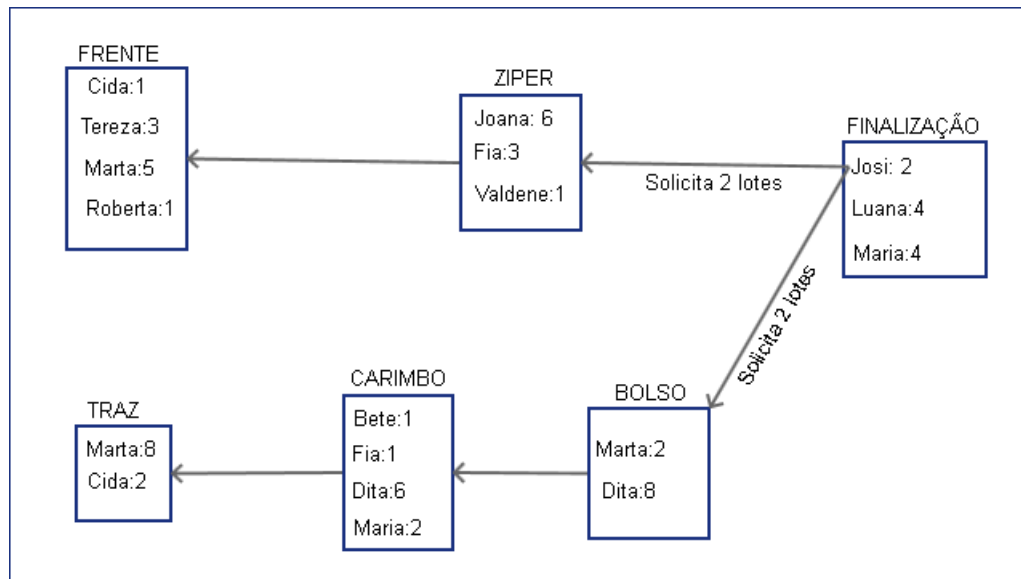 FRENTE
Cida:1
Tereza:3
Marta:5
Roberta:1
ZIPER
Joana: 6
Fia:3
Valdene:1
Solicita 2 lotes
FINALIZAÇÃO
Josi: 2
Luana:4
Maria:4
Solicita 2 lotes
TRAZ
Marta:8
Cida:2
CARIMBO
Bete:1
Fia:1
Dita:6
Maria:2
BOLSO
Marta:2
Dita:8